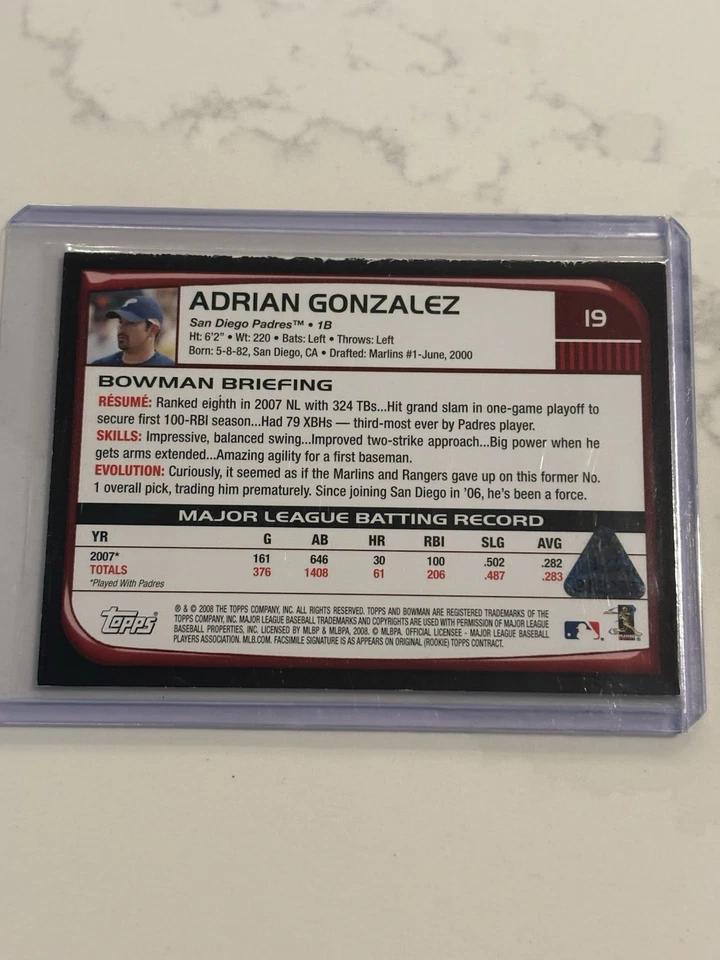 ADRIAN GONZALEZ
19
San Diego Padres™ • 1B
Ht: 6'2" • Wt: 220 • Bats: Left • Throws: Left
Born: 5-8-82, San Diego, CA • Drafted: Marlins #1-June, 2000
BOWMAN BRIEFING
RÉSUMÉ: Ranked eighth in 2007 NL with 324 TBs...Hit grand slam in one-game playoff to
secure first 100-RBI season...Had 79 XBHs — third-most ever by Padres player.
SKILLS: Impressive, balanced swing...Improved two-strike approach...Big power when he
gets arms extended...Amazing agility for a first baseman.
EVOLUTION: Curiously, it seemed as if the Marlins and Rangers gave up on this former No.
1 overall pick, trading him prematurely. Since joining San Diego in '06, he's been a force.
MAJOR LEAGUE BATTING RECORD
YR G AB HR RBI SLG AVG
2007* 161 646 30 100 .502 .282
TOTALS 376 1408 61 206 .487 .283
*Played With Padres
topps
® & © 2008 THE TOPPS COMPANY, INC. ALL RIGHTS RESERVED. TOPPS AND BOWMAN ARE REGISTERED TRADEMARKS OF THE
TOPPS COMPANY, INC. MAJOR LEAGUE BASEBALL TRADEMARKS AND COPYRIGHTS ARE USED WITH PERMISSION OF MAJOR LEAGUE
BASEBALL PROPERTIES, INC. LICENSED BY MLBP & MLBPA, 2008. © MLBPA. OFFICIAL LICENSEE - MAJOR LEAGUE BASEBALL
PLAYERS ASSOCIATION. MLB.COM. FACSIMILE SIGNATURE IS AS APPEARS ON ORIGINAL (ROOKIE) TOPPS CONTRACT.